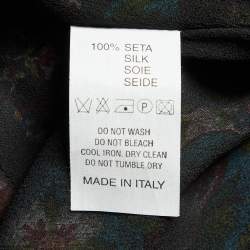 100% SETA
SILK
SOIE
SEIDE
P
DO NOT WASH
DO NOT BLEACH
COOL IRON, DRY CLEAN
DO NOT TUMBLE DRY
MADE IN ITALY